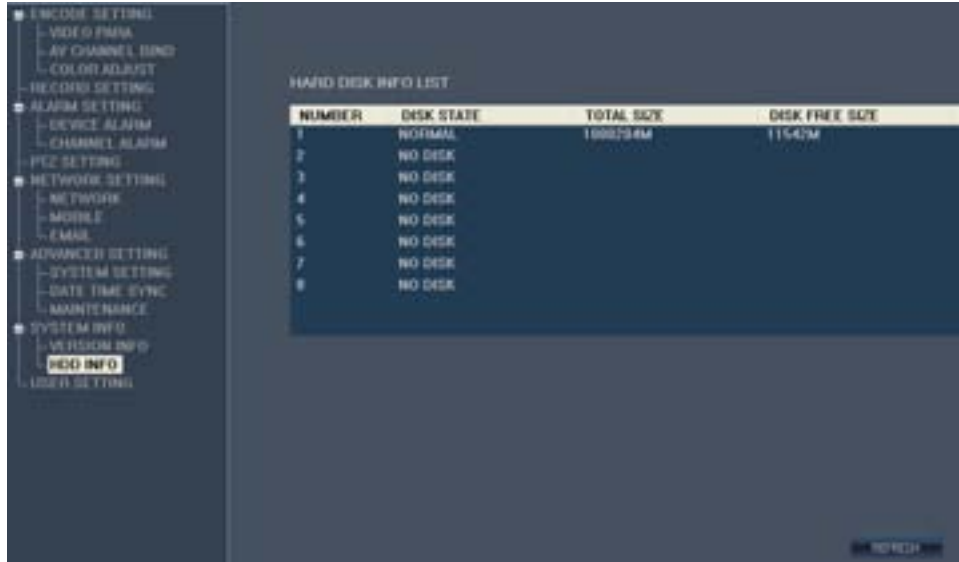 ENCODE SETTING
VIDEO PARA
AV CHANNEL BIND
COLOR ADJUST
RECORD SETTING
ALARM SETTING
DEVICE ALARM
CHANNEL ALARM
PTZ SETTING
NETWORK SETTING
NETWORK
MOBILE
EMAIL
ADVANCED SETTING
SYSTEM SETTING
DATE TIME SYNC
MAINTENANCE
SYSTEM INFO
VERSION INFO
HDD INFO
USER SETTING
HARD DISK INFO LIST
NUMBER DISK STATE TOTAL SIZE DISK FREE SIZE
1 NORMAL 11542M
2 NO DISK
3 NO DISK
4 NO DISK
5 NO DISK
6 NO DISK
7 NO DISK
8 NO DISK
REFRESH